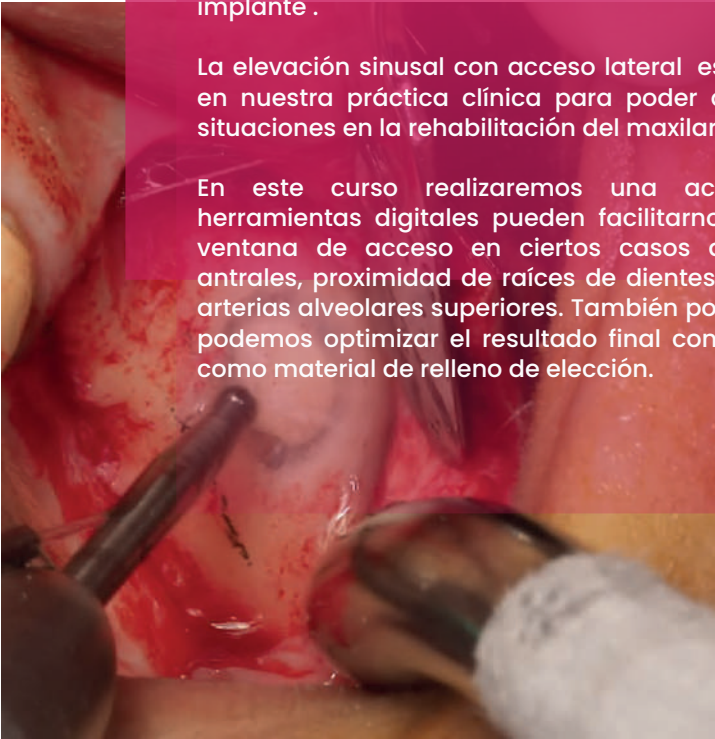 implante .
La elevación sinusal con acceso lateral es
en nuestra práctica clínica para poder
situaciones en la rehabilitación del maxilar
En este curso realizaremos una ac
herramientas digitales pueden facilitarno
ventana de acceso en ciertos casos
antrales, proximidad de raíces de dientes
arterias alveolares superiores. También po
podemos optimizar el resultado final con
como material de relleno de elección.